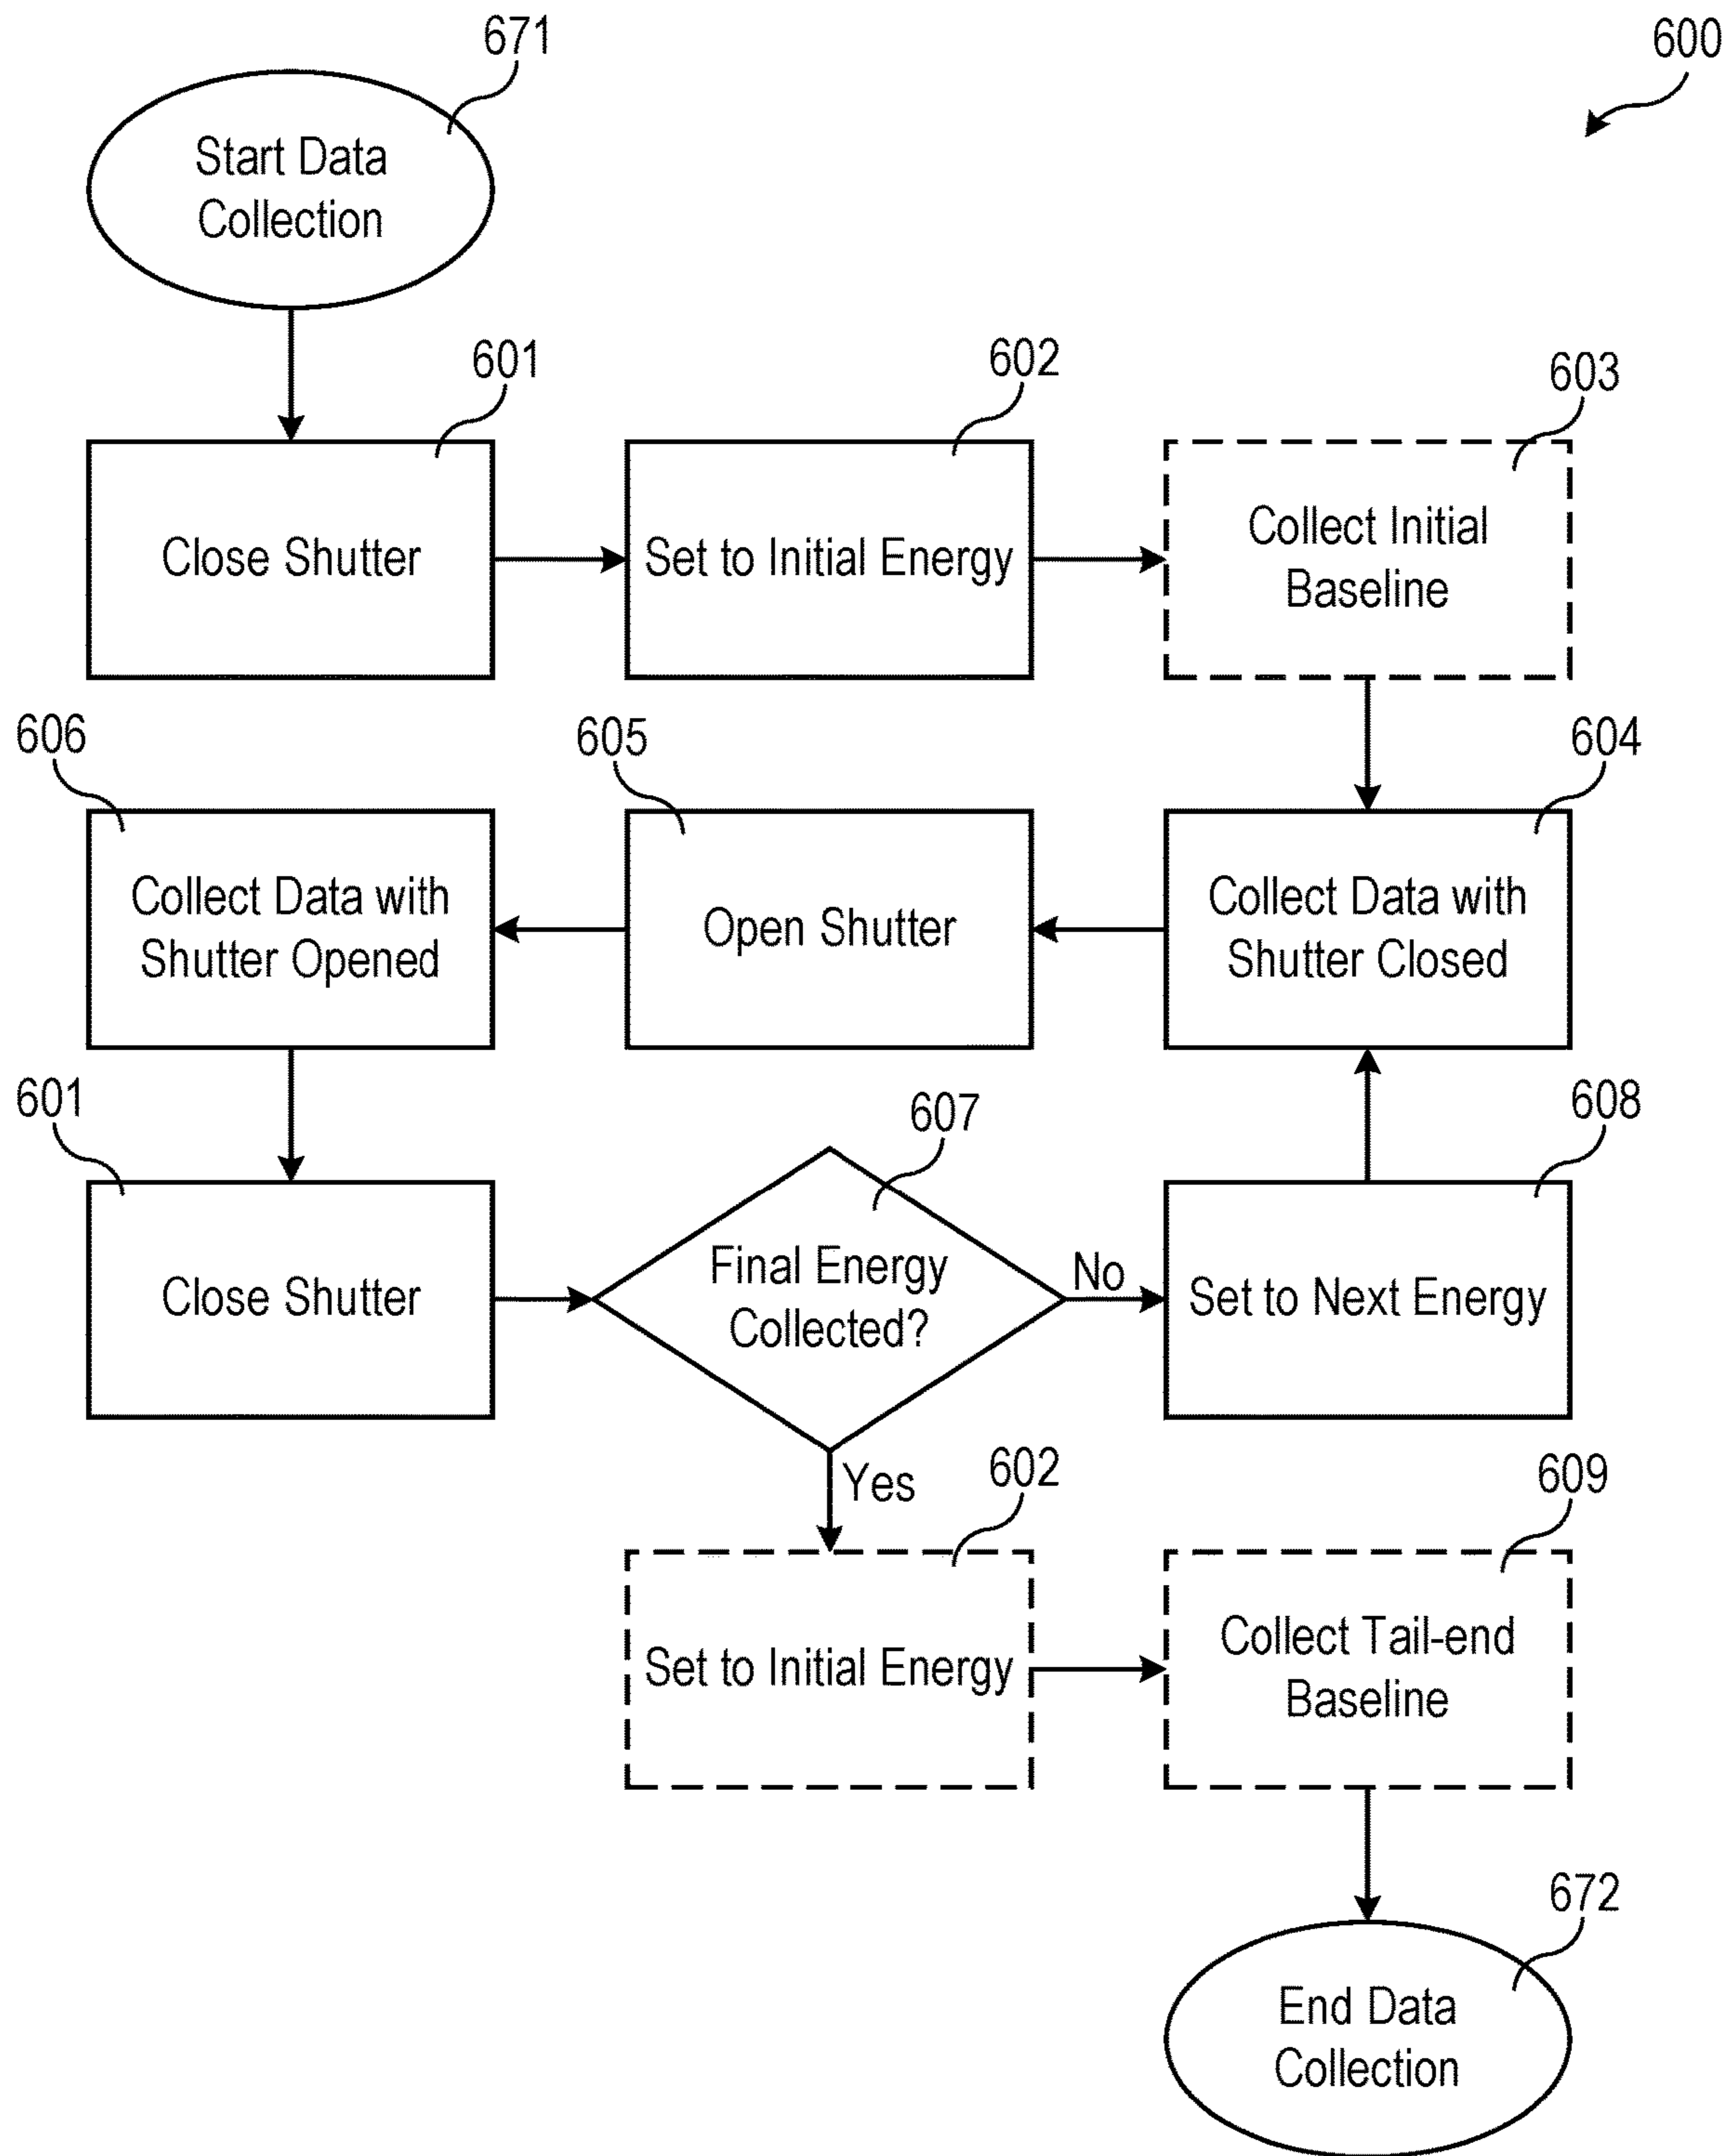 671
600
Start Data
Collection
601
602
603
Close Shutter
Set to Initial Energy
Collect Initial
Baseline
606
605
604
Collect Data with
Shutter Opened
Open Shutter
Collect Data with
Shutter Closed
601
607
608
Close Shutter
Final Energy
Collected?
No
Set to Next Energy
Yes
602
609
Set to Initial Energy
Collect Tail-end
Baseline
672
End Data
Collection